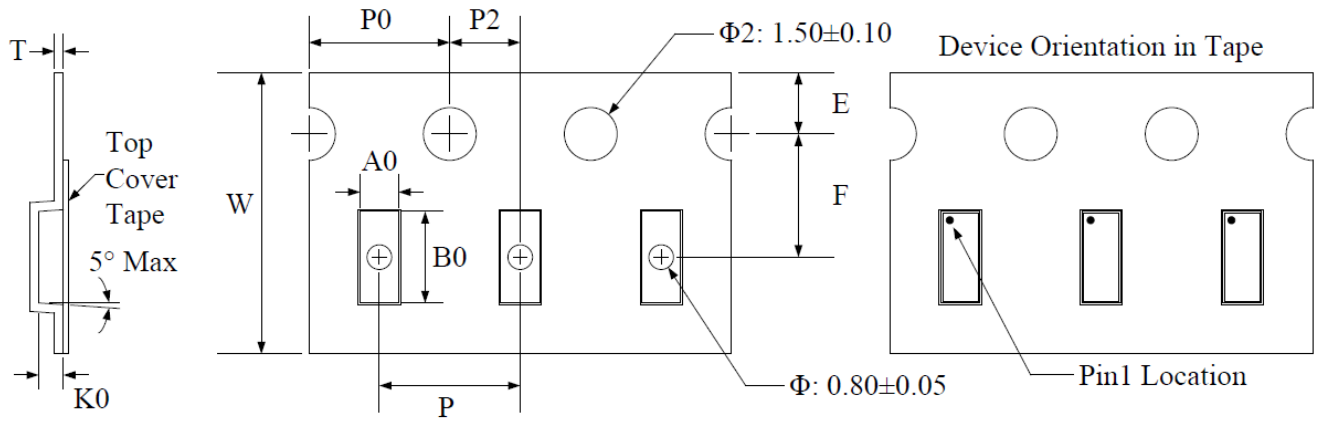 P0
P2
Φ2: 1.50±0.10
Device Orientation in Tape
T
E
Top
Cover
Tape
A0
W
F
B0
5° Max
K0
P
Φ: 0.80±0.05
Pin1 Location